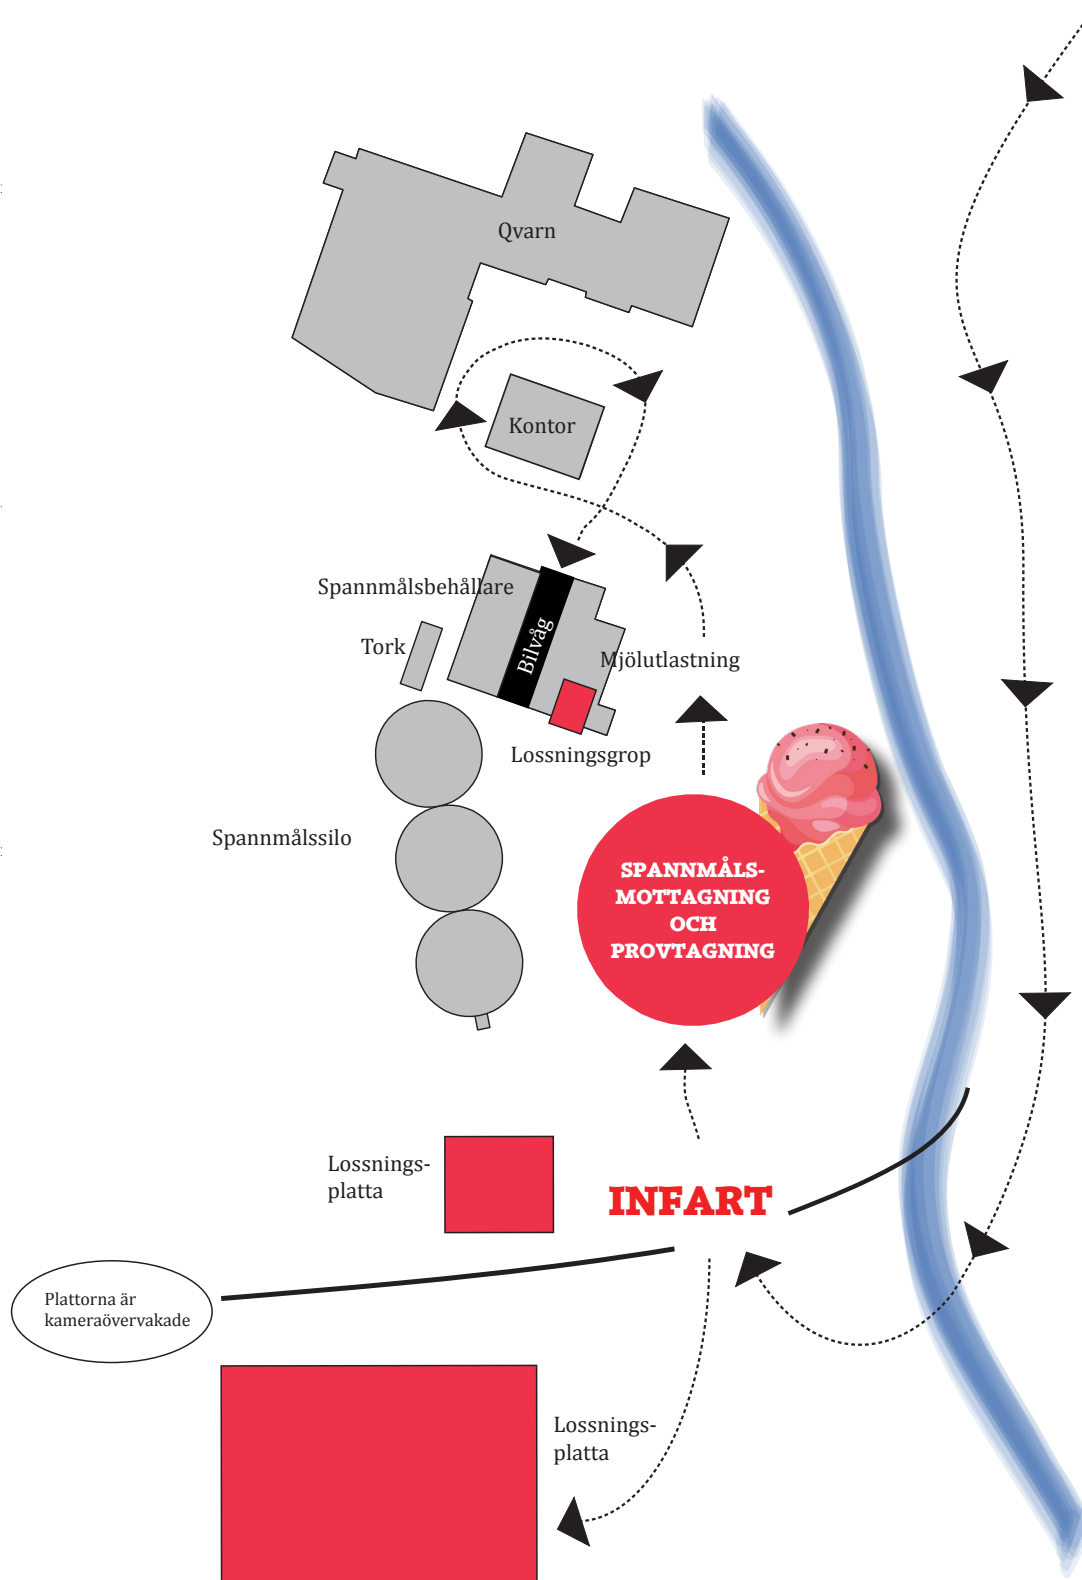 Qvarn
Kontor
Spannmålsbehållare
Tork
Bilvåg
Mjölutlastning
Lossningsgrop
Spannmålssilo
SPANNMÅLS-
MOTTAGNING
OCH
PROVTAGNING
Lossnings-
platta
INFART
Plattorna är
kameraövervakade
Lossnings-
platta